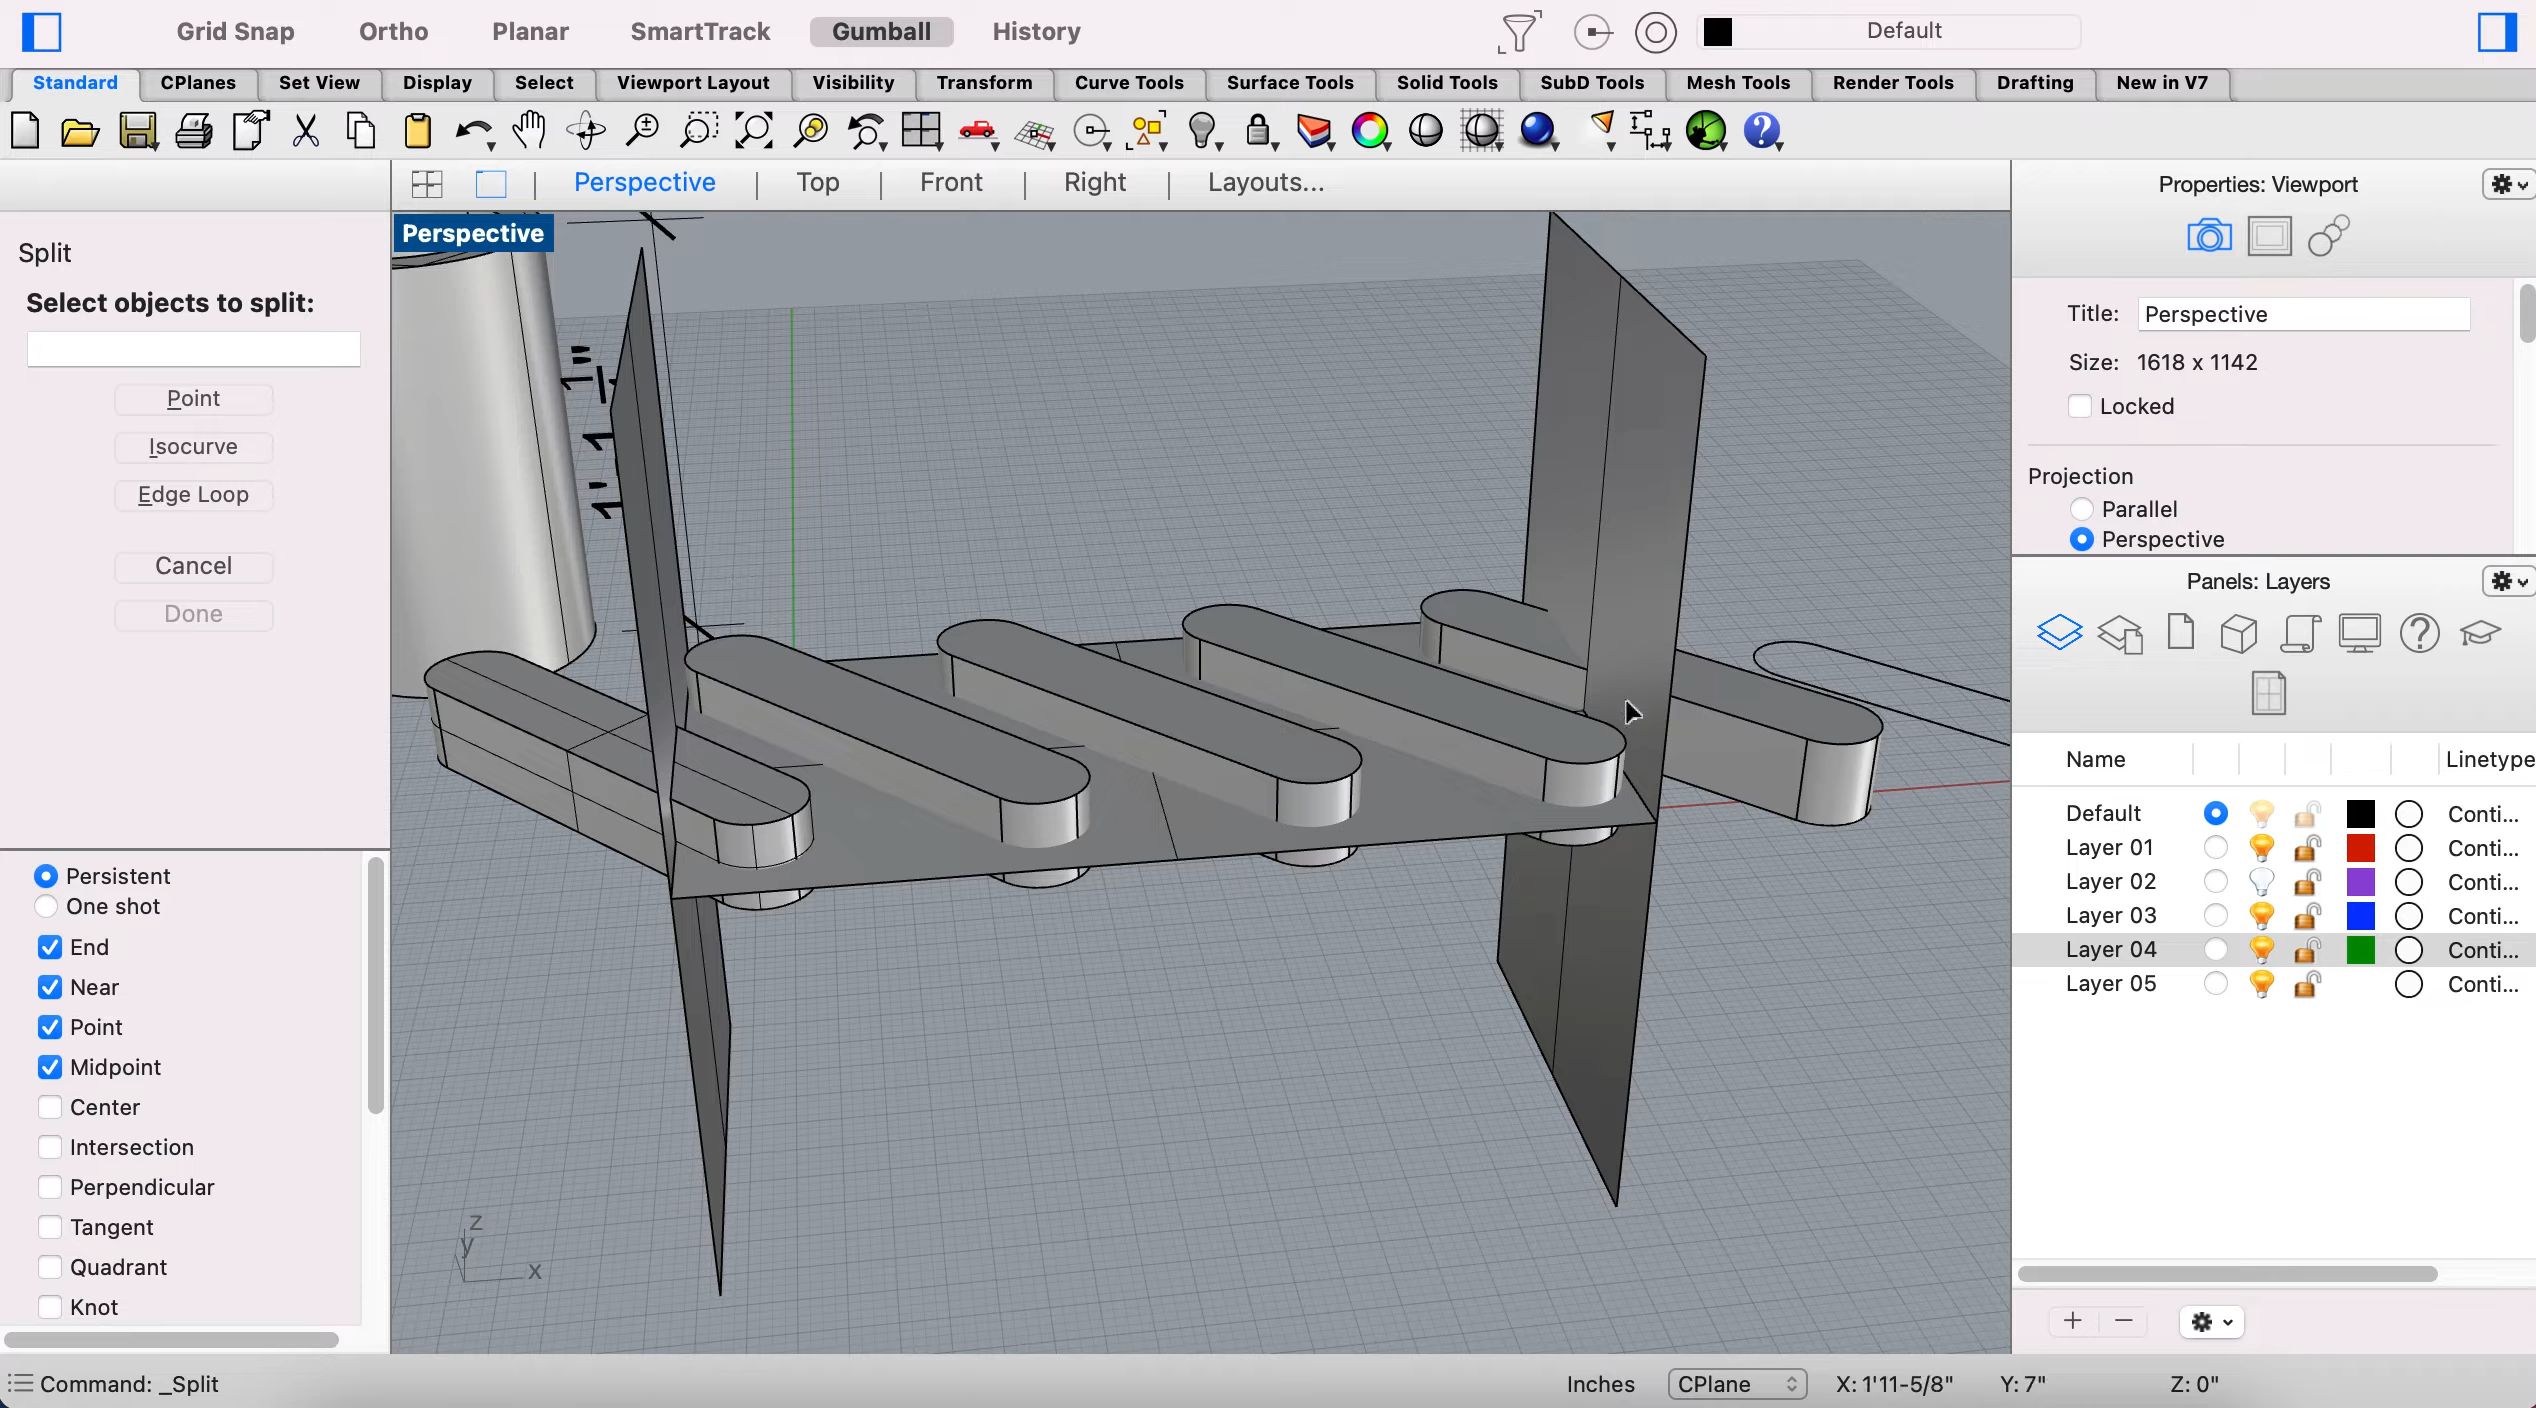 Grid Snap Ortho Planar SmartTrack Gumball History Default
Standard CPlanes Set View Display Select Viewport Layout Visibility Transform Curve Tools Surface Tools Solid Tools SubD Tools Mesh Tools Render Tools Drafting New in V7
Perspective Top Front Right Layouts...
Properties: Viewport
Perspective
Split
Select objects to split:
Point
Isocurve
Edge Loop
Cancel
Done
Title: Perspective
Size: 1618 x 1142
Locked
Projection
Parallel
Perspective
Panels: Layers
Name Linetype
Default Conti...
Layer 01 Conti...
Layer 02 Conti...
Layer 03 Conti...
Layer 04 Conti...
Layer 05 Conti...
Persistent
One shot
End
Near
Point
Midpoint
Center
Intersection
Perpendicular
Tangent
Quadrant
Knot
z
y
x
Command: _Split
Inches CPlane X: 1'11-5/8" Y: 7" Z: 0"